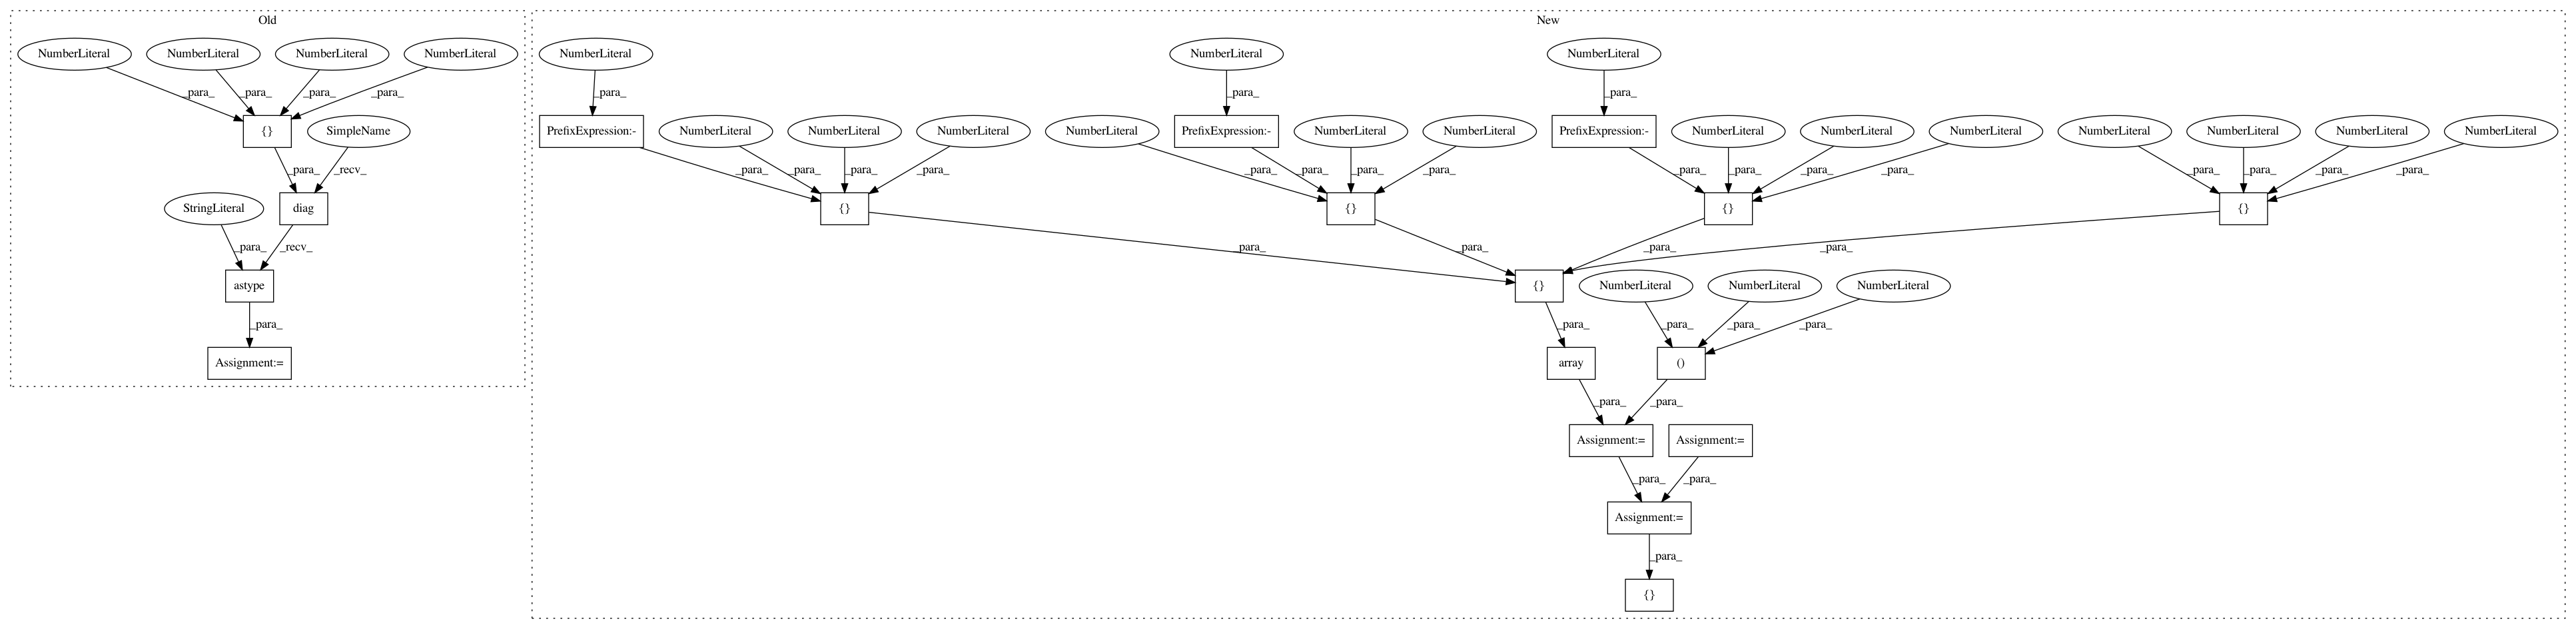 Old
New
NumberLiteral NumberLiteral NumberLiteral NumberLiteral NumberLiteral NumberLiteral NumberLiteral
_para_ _para_ _para_ _para_ _para_ _para_ _para_
{} SimpleName PrefixExpression:- NumberLiteral NumberLiteral NumberLiteral NumberLiteral PrefixExpression:- NumberLiteral NumberLiteral PrefixExpression:- NumberLiteral NumberLiteral NumberLiteral NumberLiteral NumberLiteral NumberLiteral NumberLiteral
_para_ _recv_ _para_ _para_ _para_ _para_ _para_ _para_ _para_ _para_ _para_ _para_ _para_ _para_ _para_ _para_ _para_ _para_
StringLiteral diag {} {} {} {}
_para_ _recv_ _para_ _para_ _para_ _para_
astype {} NumberLiteral NumberLiteral NumberLiteral
_para_ _para_ _para_ _para_ _para_
Assignment:= array ()
_para_ _para_
Assignment:= Assignment:=
_para_ _para_
Assignment:=
_para_
{}